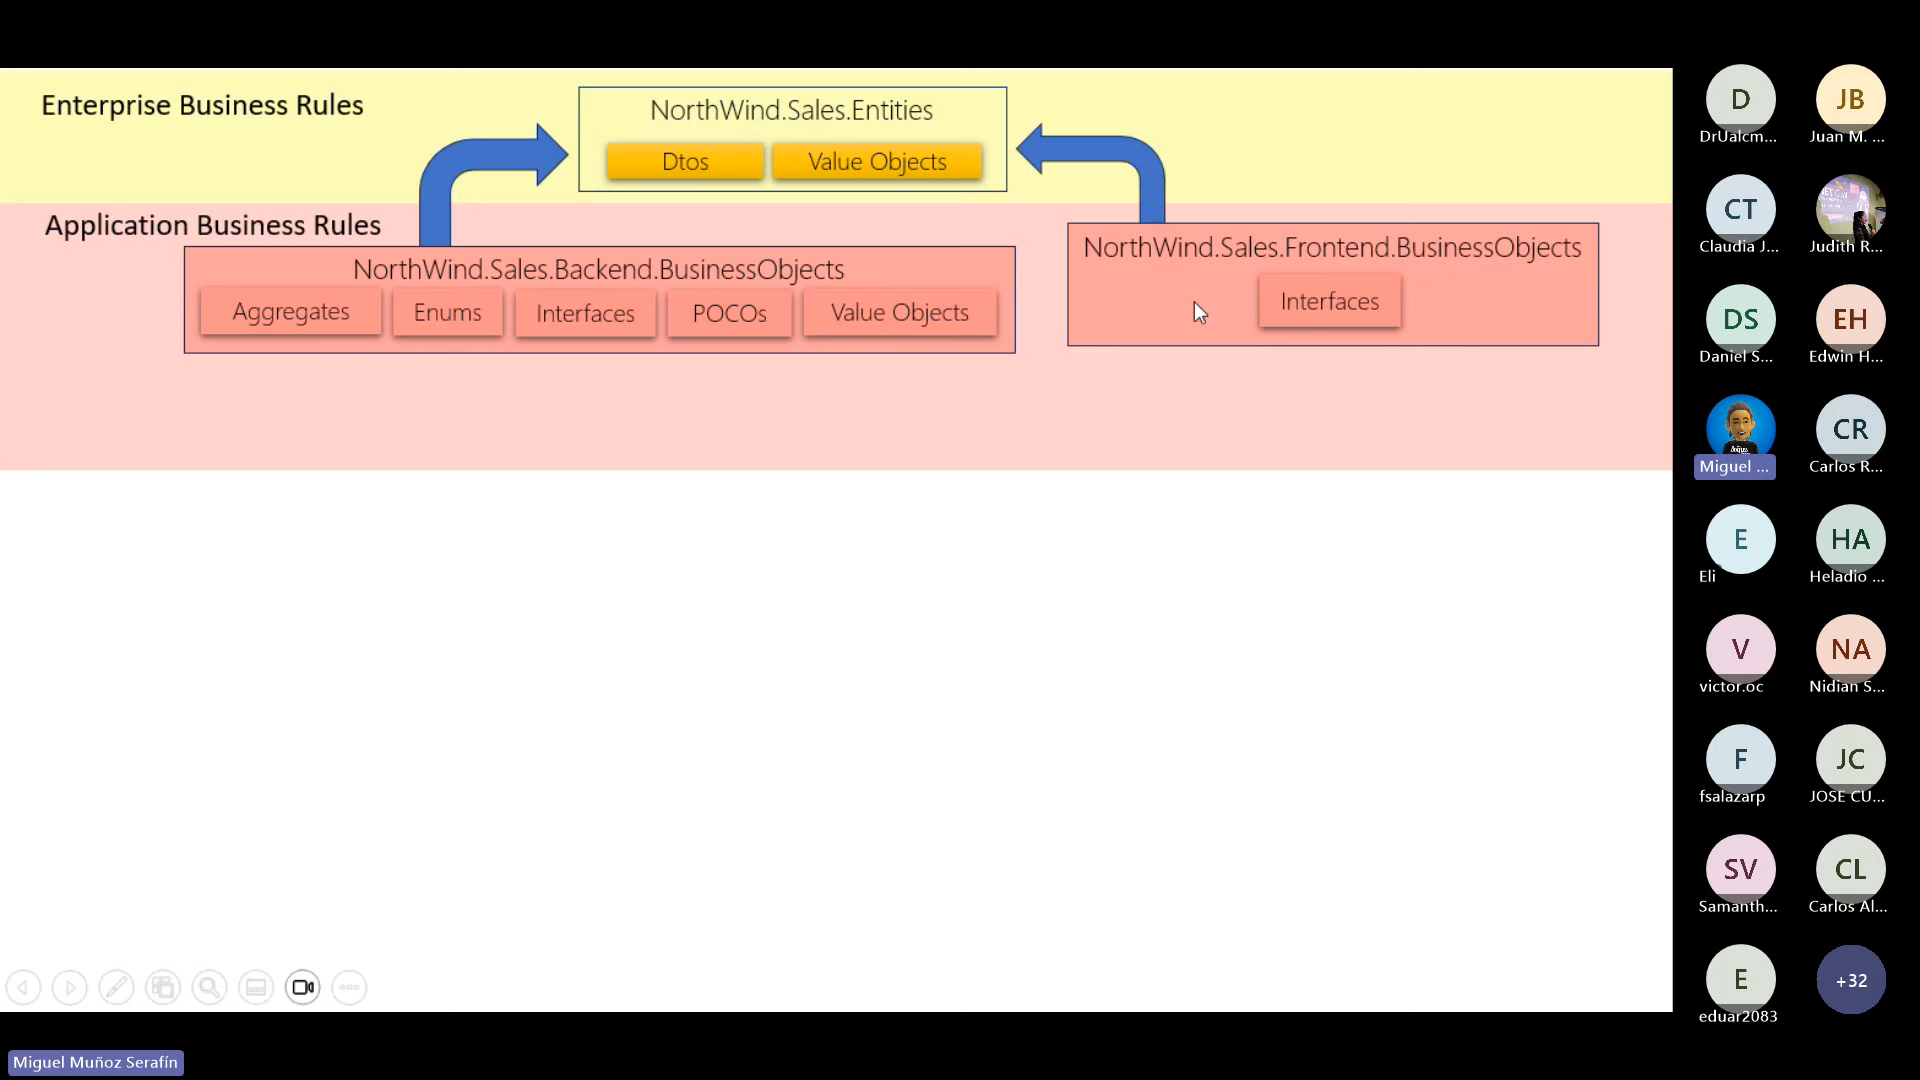 Enterprise Business Rules
NorthWind.Sales.Entities
Dtos
Value Objects
Application Business Rules
NorthWind.Sales.Backend.BusinessObjects
Aggregates
Enums
Interfaces
POCOs
Value Objects
NorthWind.Sales.Frontend.BusinessObjects
Interfaces
D
DrUalcm...
JB
Juan M. ...
CT
Claudia J...
Judith R...
DS
Daniel S...
EH
Edwin H...
Miguel ...
CR
Carlos R...
E
Eli
HA
Heladio ...
V
victor.oc
NA
Nidian S...
F
fsalazarp
JC
JOSE CU...
SV
Samanth...
CL
Carlos Al...
E
eduar2083
+32
Miguel Muñoz Serafín